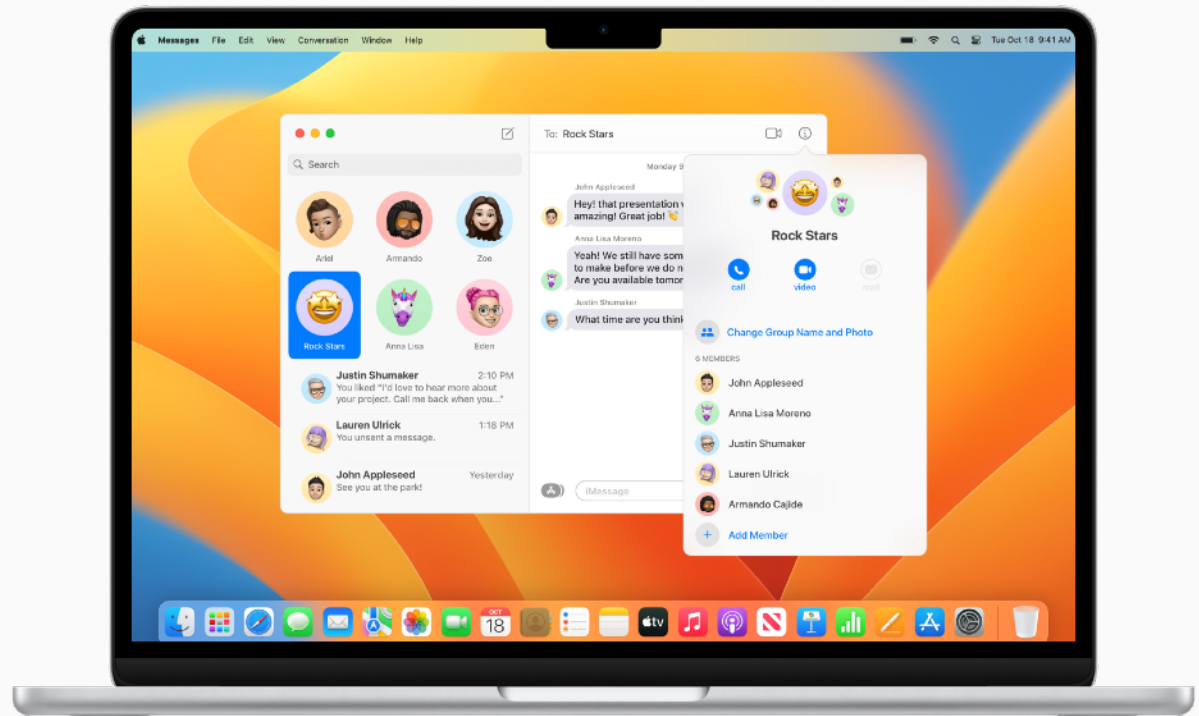 Messages File Edit View Conversation Window Help
Tue Oct 18 9:41 AM
Search
To: Rock Stars
Ariel
Armando
Zoe
Rock Stars
Anna Lisa
Eden
Justin Shumaker 2:10 PM
You liked "I'd love to hear more about
your project. Call me back when you..."
Lauren Ulrick 1:18 PM
You unsent a message.
John Appleseed Yesterday
See you at the park!
Monday 9
John Appleseed
Hey! that presentation
amazing! Great job! 👏
Anna Lisa Moreno
Yeah! We still have som
to make before we do
Are you available tomor
Justin Shumaker
What time are you think
iMessage
Rock Stars
call
video
mail
Change Group Name and Photo
6 MEMBERS
John Appleseed
Anna Lisa Moreno
Justin Shumaker
Lauren Ulrick
Armando Cajide
Add Member
OCT
18
tv